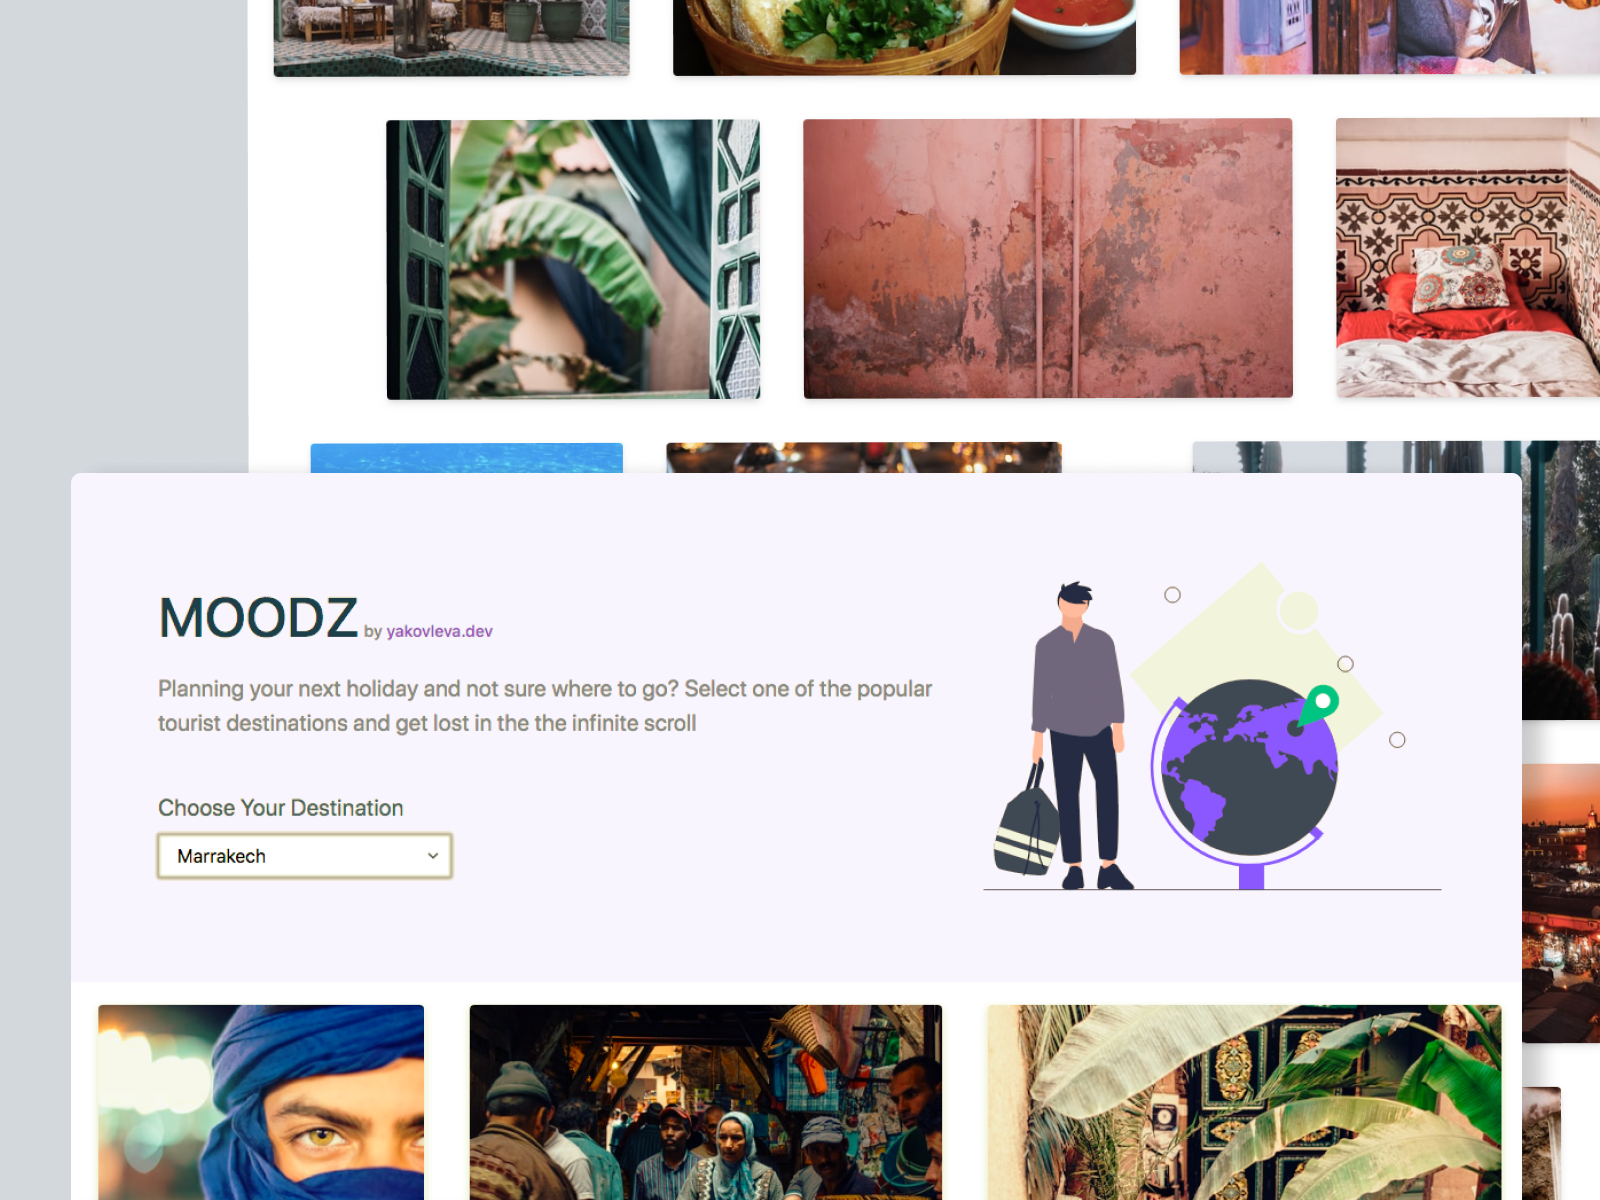 MOODZ by yakovleva.dev
Planning your next holiday and not sure where to go? Select one of the popular
tourist destinations and get lost in the the infinite scroll
Choose Your Destination
Marrakech